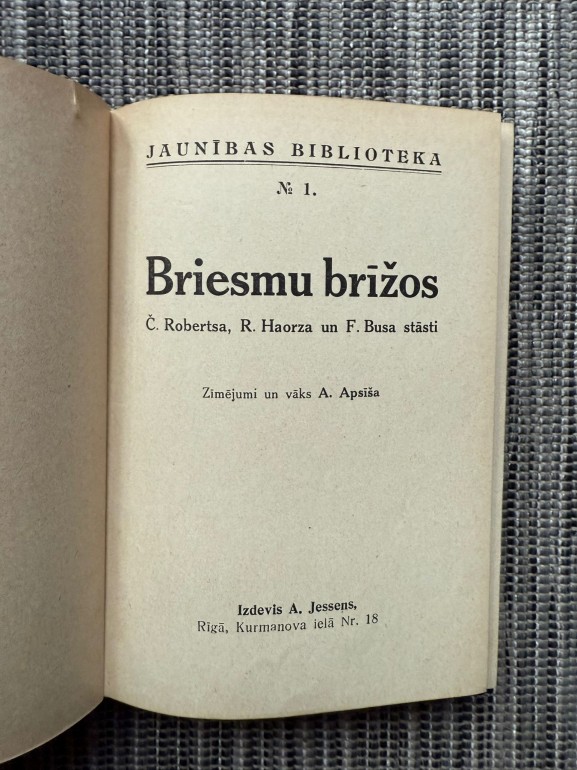 JAUNĪBAS BIBLIOTEKA
№ 1.
Briesmu brīžos
Č. Robertsa, R. Haorza un F. Busa stāsti
Zīmējumi un vāks A. Apsīša
Izdevis A. Jessens,
Rīgā, Kurmanova ielā Nr. 18